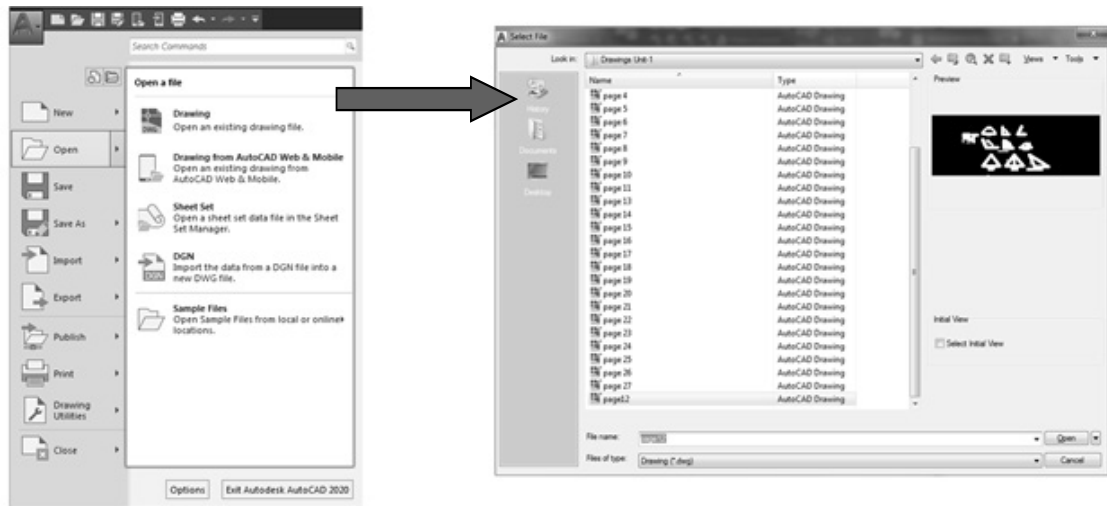 Search Commands
Open a file
New
Drawing
Open an existing drawing file.
Open
Drawing from AutoCAD Web & Mobile
Open an existing drawing from
AutoCAD Web & Mobile.
Save
Sheet Set
Open a sheet set data file in the Sheet
Set Manager.
Save As
DGN
Import the data from a DGN file into a
new DWG file.
Import
Export
Sample Files
Open Sample Files from local or online
locations.
Publish
Print
Drawing
Utilities
Close
Options
Exit Autodesk AutoCAD 2020
Select File
Look in: Drawings Unit-1 Views Tools
Name Type Preview
History
Documents
Desktop
page 4 AutoCAD Drawing
page 5 AutoCAD Drawing
page 6 AutoCAD Drawing
page 7 AutoCAD Drawing
page 8 AutoCAD Drawing
page 9 AutoCAD Drawing
page 10 AutoCAD Drawing
page 11 AutoCAD Drawing
page 13 AutoCAD Drawing
page 14 AutoCAD Drawing
page 15 AutoCAD Drawing
page 16 AutoCAD Drawing
page 17 AutoCAD Drawing
page 18 AutoCAD Drawing
page 19 AutoCAD Drawing
page 20 AutoCAD Drawing
page 21 AutoCAD Drawing
page 22 AutoCAD Drawing
page 23 AutoCAD Drawing
page 24 AutoCAD Drawing
page 25 AutoCAD Drawing
page 26 AutoCAD Drawing
page 27 AutoCAD Drawing
page12 AutoCAD Drawing
Initial View
Select Initial View
File name: Open
Files of type: Drawing (*.dwg) Cancel